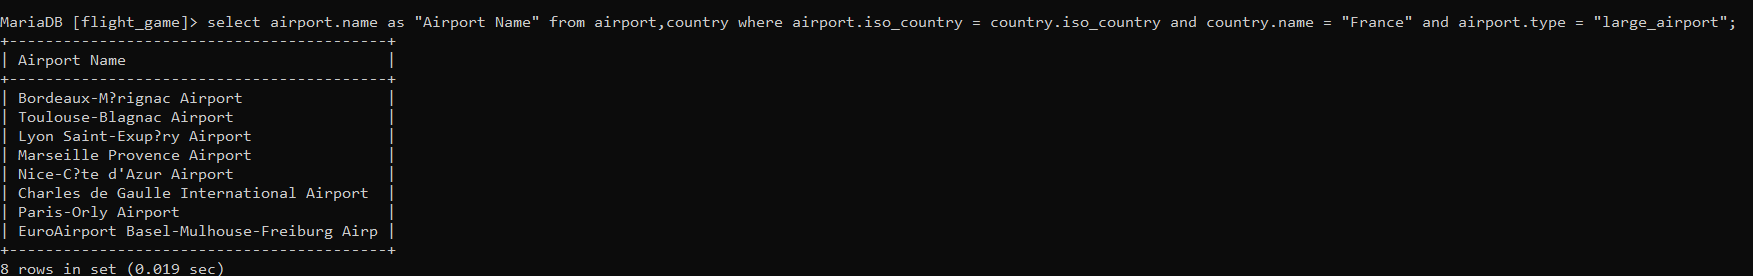 MariaDB [flight_game]> select airport.name as "Airport Name" from airport,country where airport.iso_country = country.iso_country and country.name = "France" and airport.type = "large_airport";
+------------------------------------------+
| Airport Name                             |
+------------------------------------------+
| Bordeaux-M?rignac Airport                |
| Toulouse-Blagnac Airport                 |
| Lyon Saint-Exup?ry Airport               |
| Marseille Provence Airport               |
| Nice-C?te d'Azur Airport                 |
| Charles de Gaulle International Airport  |
| Paris-Orly Airport                       |
| EuroAirport Basel-Mulhouse-Freiburg Airp |
+------------------------------------------+
8 rows in set (0.019 sec)